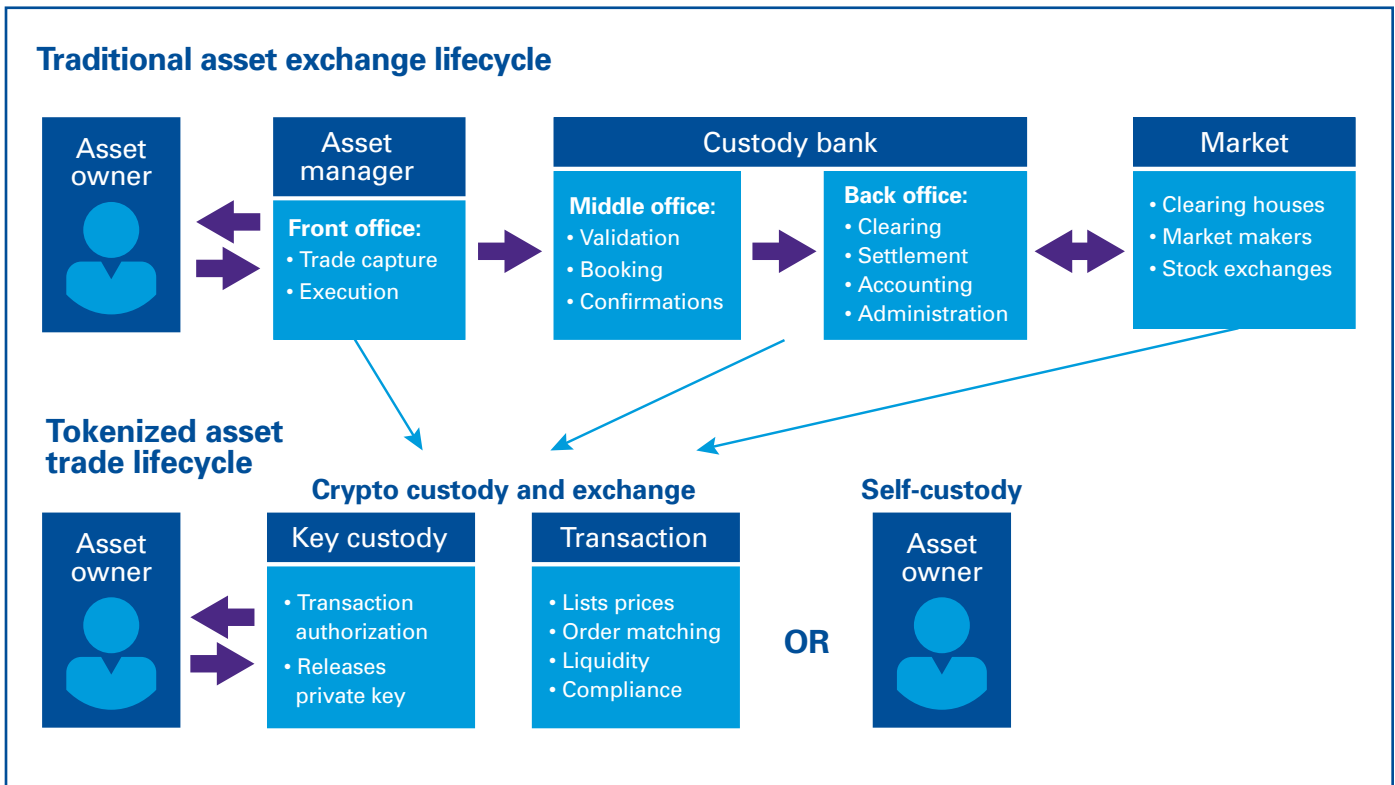 Traditional asset exchange lifecycle
Asset
owner
Asset
manager
Front office:
• Trade capture
• Execution
Custody bank
Middle office:
• Validation
• Booking
• Confirmations
Back office:
• Clearing
• Settlement
• Accounting
• Administration
Market
• Clearing houses
• Market makers
• Stock exchanges
Tokenized asset
trade lifecycle
Crypto custody and exchange
Self-custody
Asset
owner
Key custody
• Transaction
authorization
• Releases
private key
Transaction
• Lists prices
• Order matching
• Liquidity
• Compliance
OR
Asset
owner